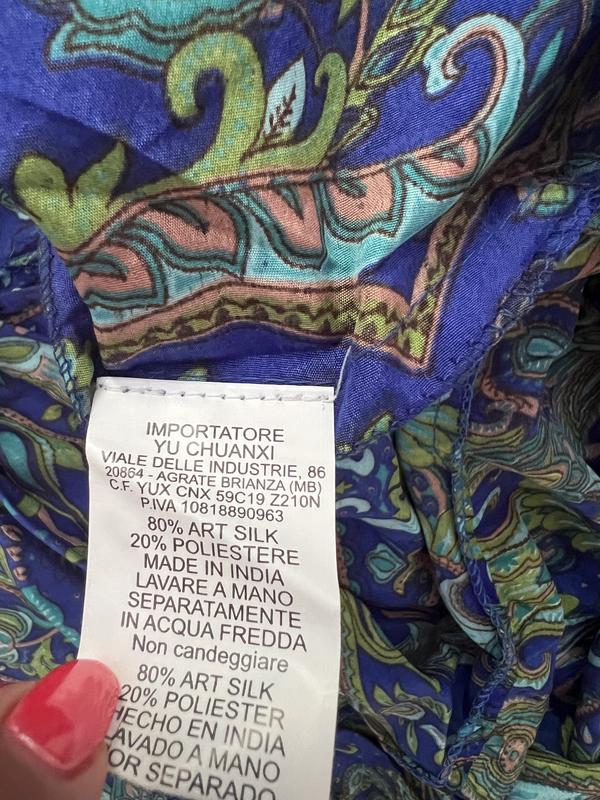 IMPORTATORE
YU CHUANXI
VIALE DELLE INDUSTRIE, 86
20864 - AGRATE BRIANZA (MB)
C.F. YUX CNX 59C19 Z210N
P.IVA 10818890963
80% ART SILK
20% POLIESTERE
MADE IN INDIA
LAVARE A MANO
SEPARATAMENTE
IN ACQUA FREDDA
Non candeggiare
80% ART SILK
20% POLIESTER
HECHO EN INDIA
LAVADO A MANO
POR SEPARADO